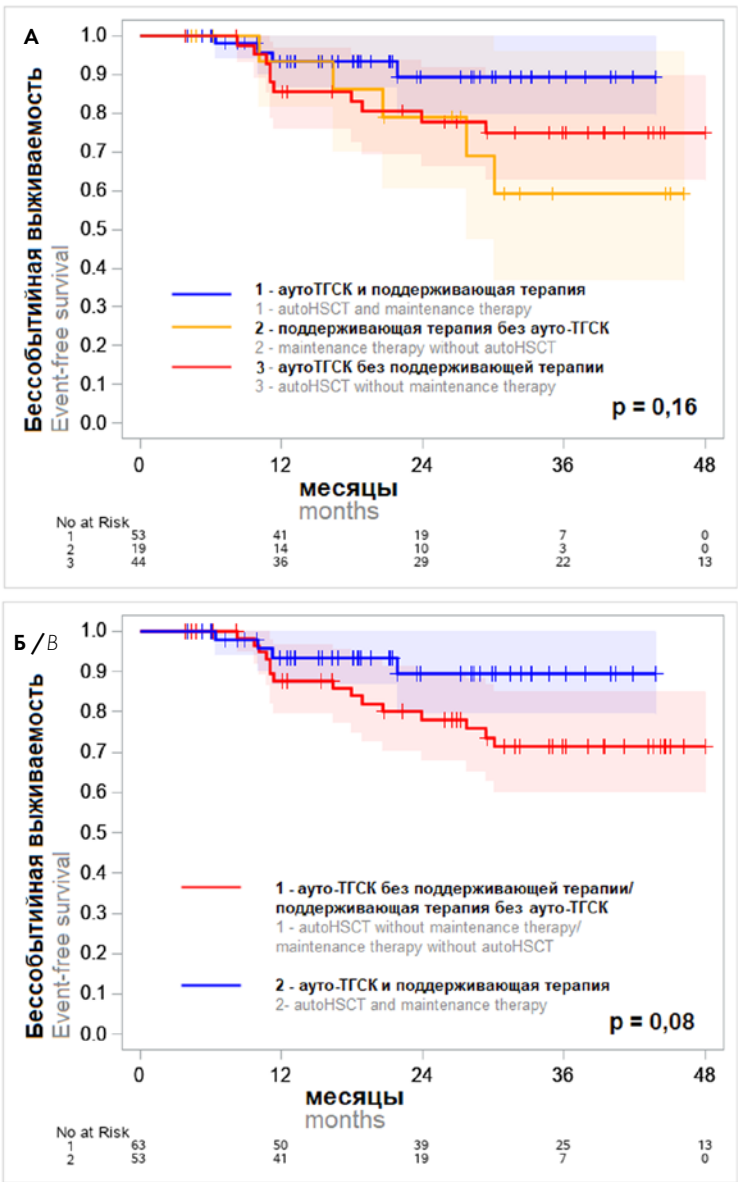 А
Бессобытийная выживаемость
Event-free survival
1.0
0.9
0.8
0.7
0.6
0.5
0.4
0.3
0.2
0.1
0.0
1 - аутоТГСК и поддерживающая терапия
1 - autoHSCT and maintenance therapy
2 - поддерживающая терапия без ауто-ТГСК
2 - maintenance therapy without autoHSCT
3 - аутоТГСК без поддерживающей терапии
3 - autoHSCT without maintenance therapy
p = 0,16
0 12 24 36 48
месяцы
months
No at Risk
1 53 41 19 7 0
2 19 14 10 3 0
3 44 36 29 22 13
Б / B
Бессобытийная выживаемость
Event-free survival
1.0
0.9
0.8
0.7
0.6
0.5
0.4
0.3
0.2
0.1
0.0
1 - ауто-ТГСК без поддерживающей терапии/
поддерживающая терапия без ауто-ТГСК
1 - autoHSCT without maintenance therapy/
maintenance therapy without autoHSCT
2 - ауто-ТГСК и поддерживающая терапия
2- autoHSCT and maintenance therapy
p = 0,08
0 12 24 36 48
месяцы
months
No at Risk
1 63 50 39 25 13
2 53 41 19 7 0